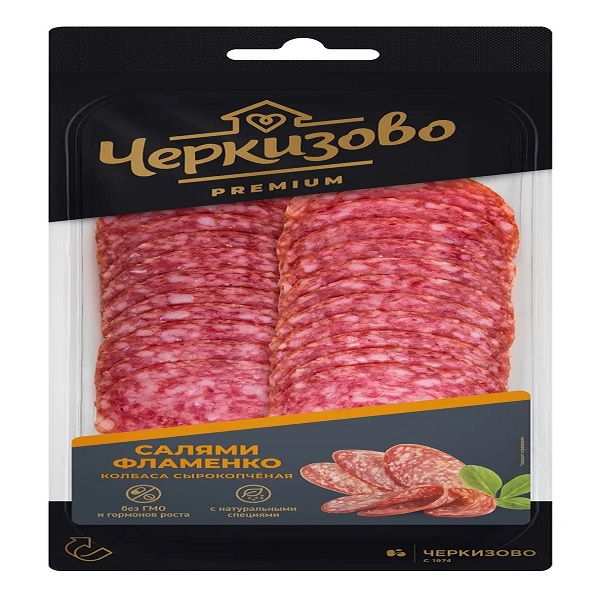 Черкизово
PREMIUM
САЛЯМИ
ФЛАМЕНКО
КОЛБАСА СЫРОКОПЧЁНАЯ
без ГМО
и гормонов роста
с натуральными
специями
ЧЕРКИЗОВО
С 1974